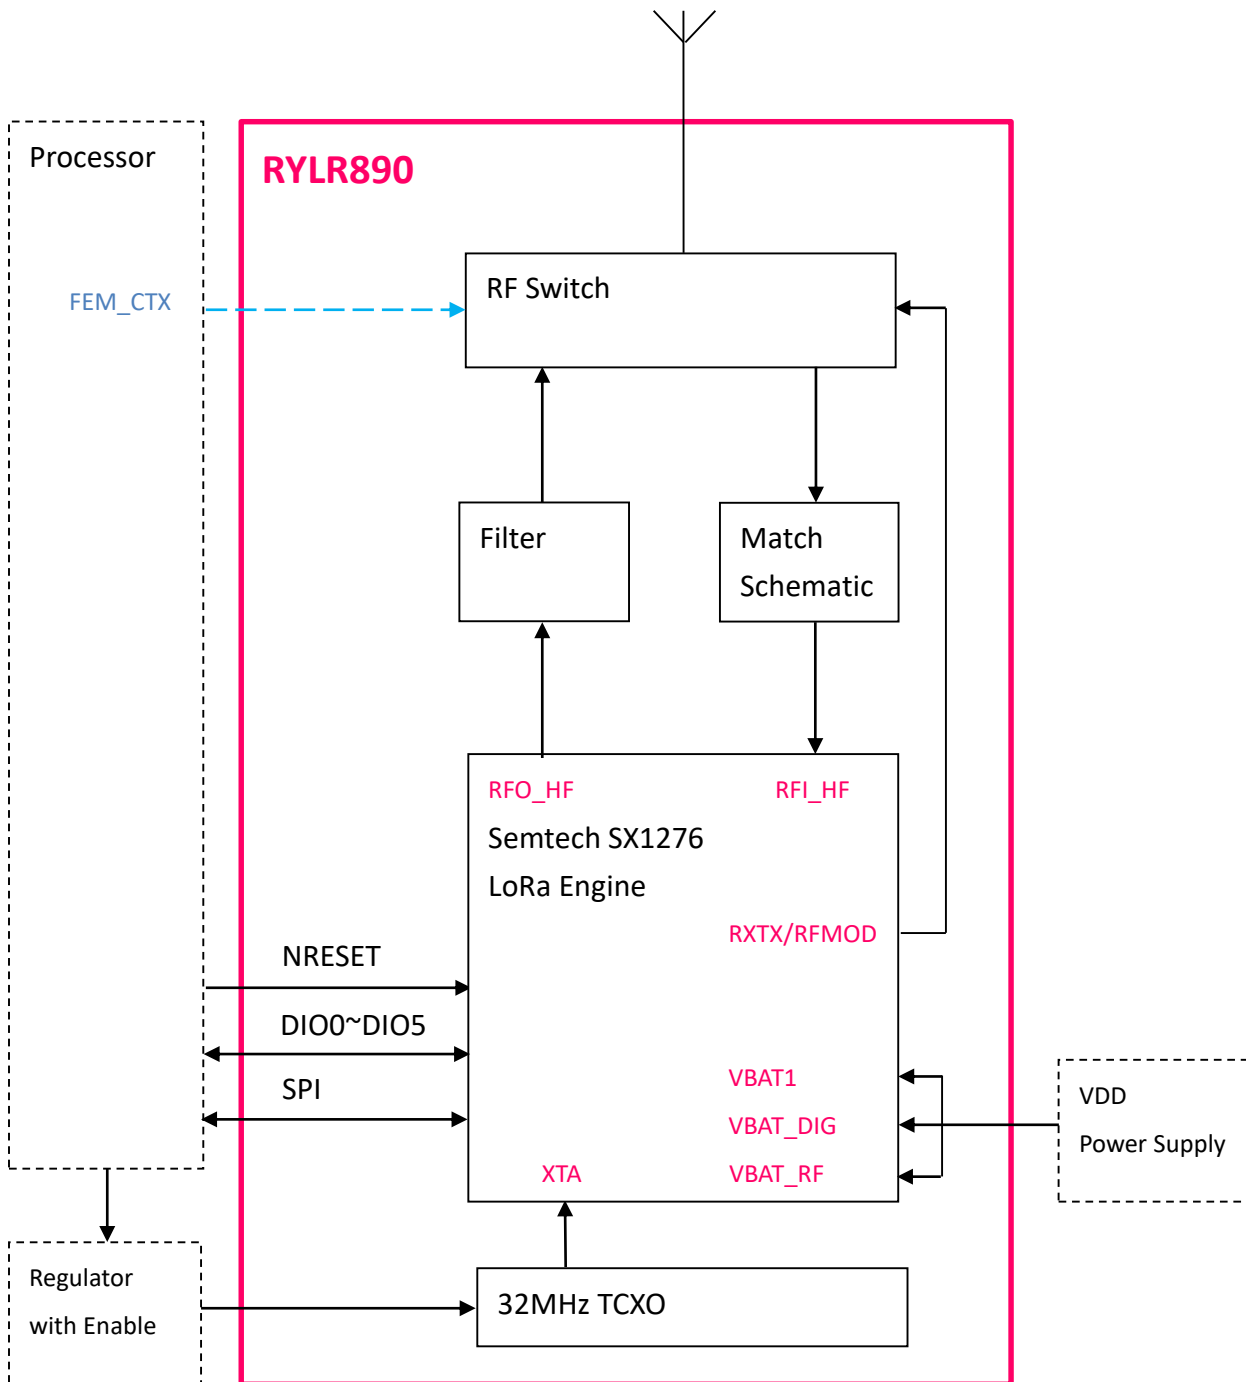 Processor
RYLR890
RF Switch
FEM_CTX
Filter
Match
Schematic
RFO_HF
RFI_HF
Semtech SX1276
LoRa Engine
RXTX/RFMOD
NRESET
DIO0~DIO5
SPI
VBAT1
VBAT_DIG
VBAT_RF
XTA
VDD
Power Supply
Regulator
with Enable
32MHz TCXO